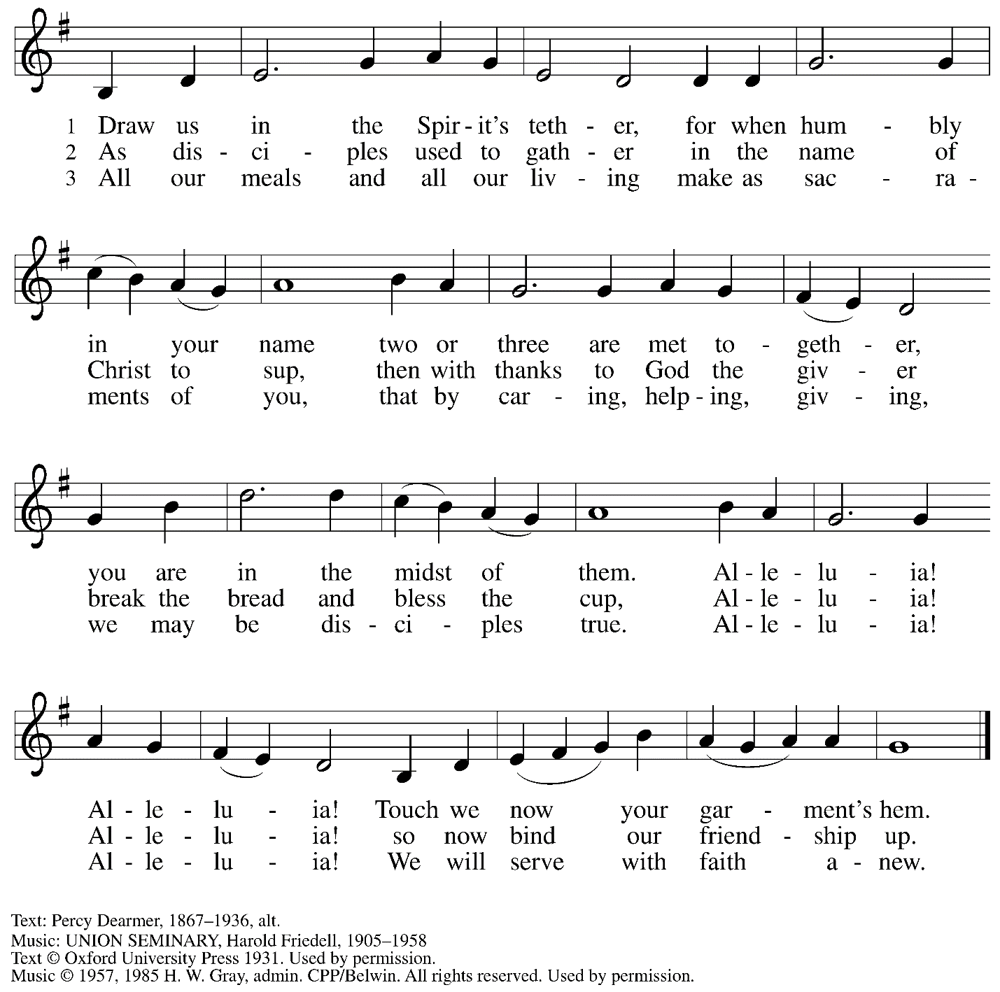 1 Draw us in the Spir - it's teth - er, for when hum - bly
2 As dis - ci - ples used to gath - er in the name of
3 All our meals and all our liv - ing make as sac - ra -
in your name two or three are met to - geth - er,
Christ to sup, then with thanks to God the giv - er
ments of you, that by car - ing, help - ing, giv - ing,
you are in the midst of them. Al - le - lu - ia!
break the bread and bless the cup, Al - le - lu - ia!
we may be dis - ci - ples true. Al - le - lu - ia!
Al - le - lu - ia! Touch we now your gar - ment's hem.
Al - le - lu - ia! so now bind our friend - ship up.
Al - le - lu - ia! We will serve with faith a - new.
Text: Percy Dearmer, 1867–1936, alt.
Music: UNION SEMINARY, Harold Friedell, 1905–1958
Text © Oxford University Press 1931. Used by permission.
Music © 1957, 1985 H. W. Gray, admin. CPP/Belwin. All rights reserved. Used by permission.